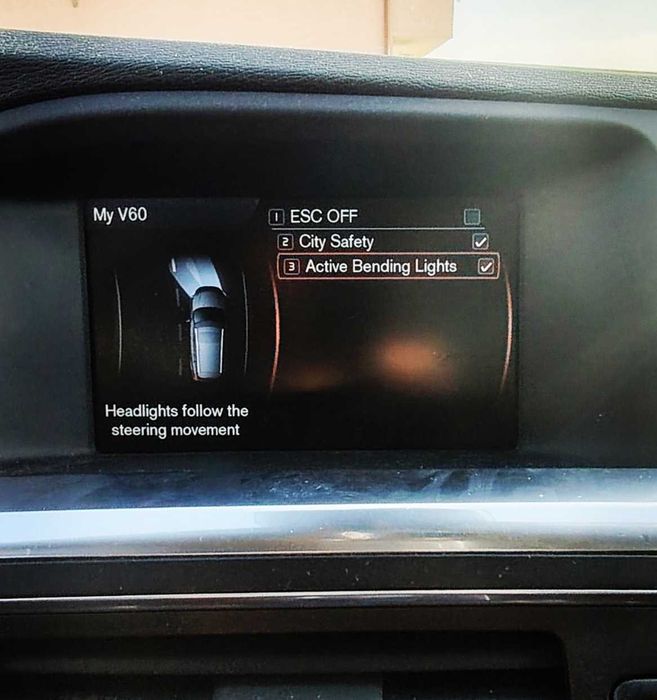 My V60
1 ESC OFF
2 City Safety
3 Active Bending Lights
Headlights follow the
steering movement